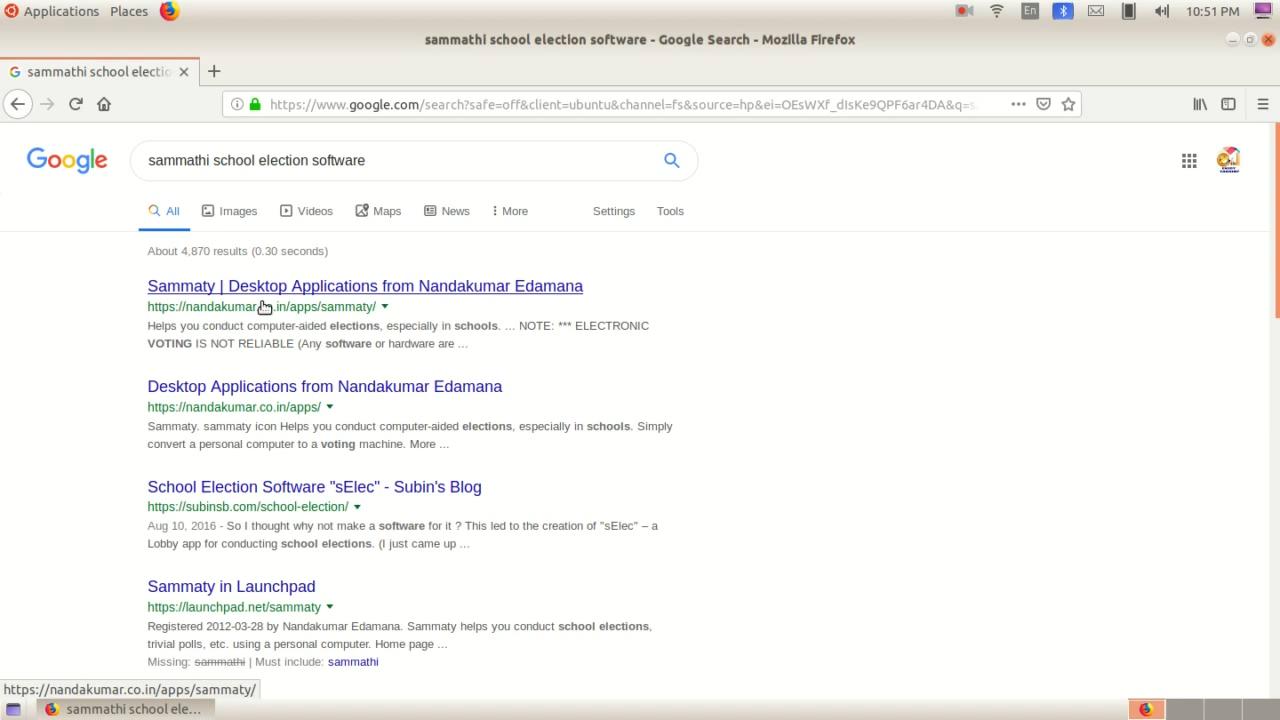 Applications Places
En
10:51 PM
sammathi school election software - Google Search - Mozilla Firefox
sammathi school electio
https://www.google.com/search?safe=off&client=ubuntu&channel=fs&source=hp&ei=OEsWXf_dIsKe9QPF6ar4DA&q=s
Google
sammathi school election software
All Images Videos Maps News More Settings Tools
About 4,870 results (0.30 seconds)
Sammaty | Desktop Applications from Nandakumar Edamana
https://nandakumar.co.in/apps/sammaty/
Helps you conduct computer-aided elections, especially in schools. ... NOTE: *** ELECTRONIC
VOTING IS NOT RELIABLE (Any software or hardware are ...
Desktop Applications from Nandakumar Edamana
https://nandakumar.co.in/apps/
Sammaty. sammaty icon Helps you conduct computer-aided elections, especially in schools. Simply
convert a personal computer to a voting machine. More ...
School Election Software "sElec" - Subin's Blog
https://subinsb.com/school-election/
Aug 10, 2016 - So I thought why not make a software for it ? This led to the creation of "sElec" – a
Lobby app for conducting school elections. (I just came up ...
Sammaty in Launchpad
https://launchpad.net/sammaty
Registered 2012-03-28 by Nandakumar Edamana. Sammaty helps you conduct school elections,
trivial polls, etc. using a personal computer. Home page ...
Missing: sammathi | Must include: sammathi
https://nandakumar.co.in/apps/sammaty/
sammathi school ele...